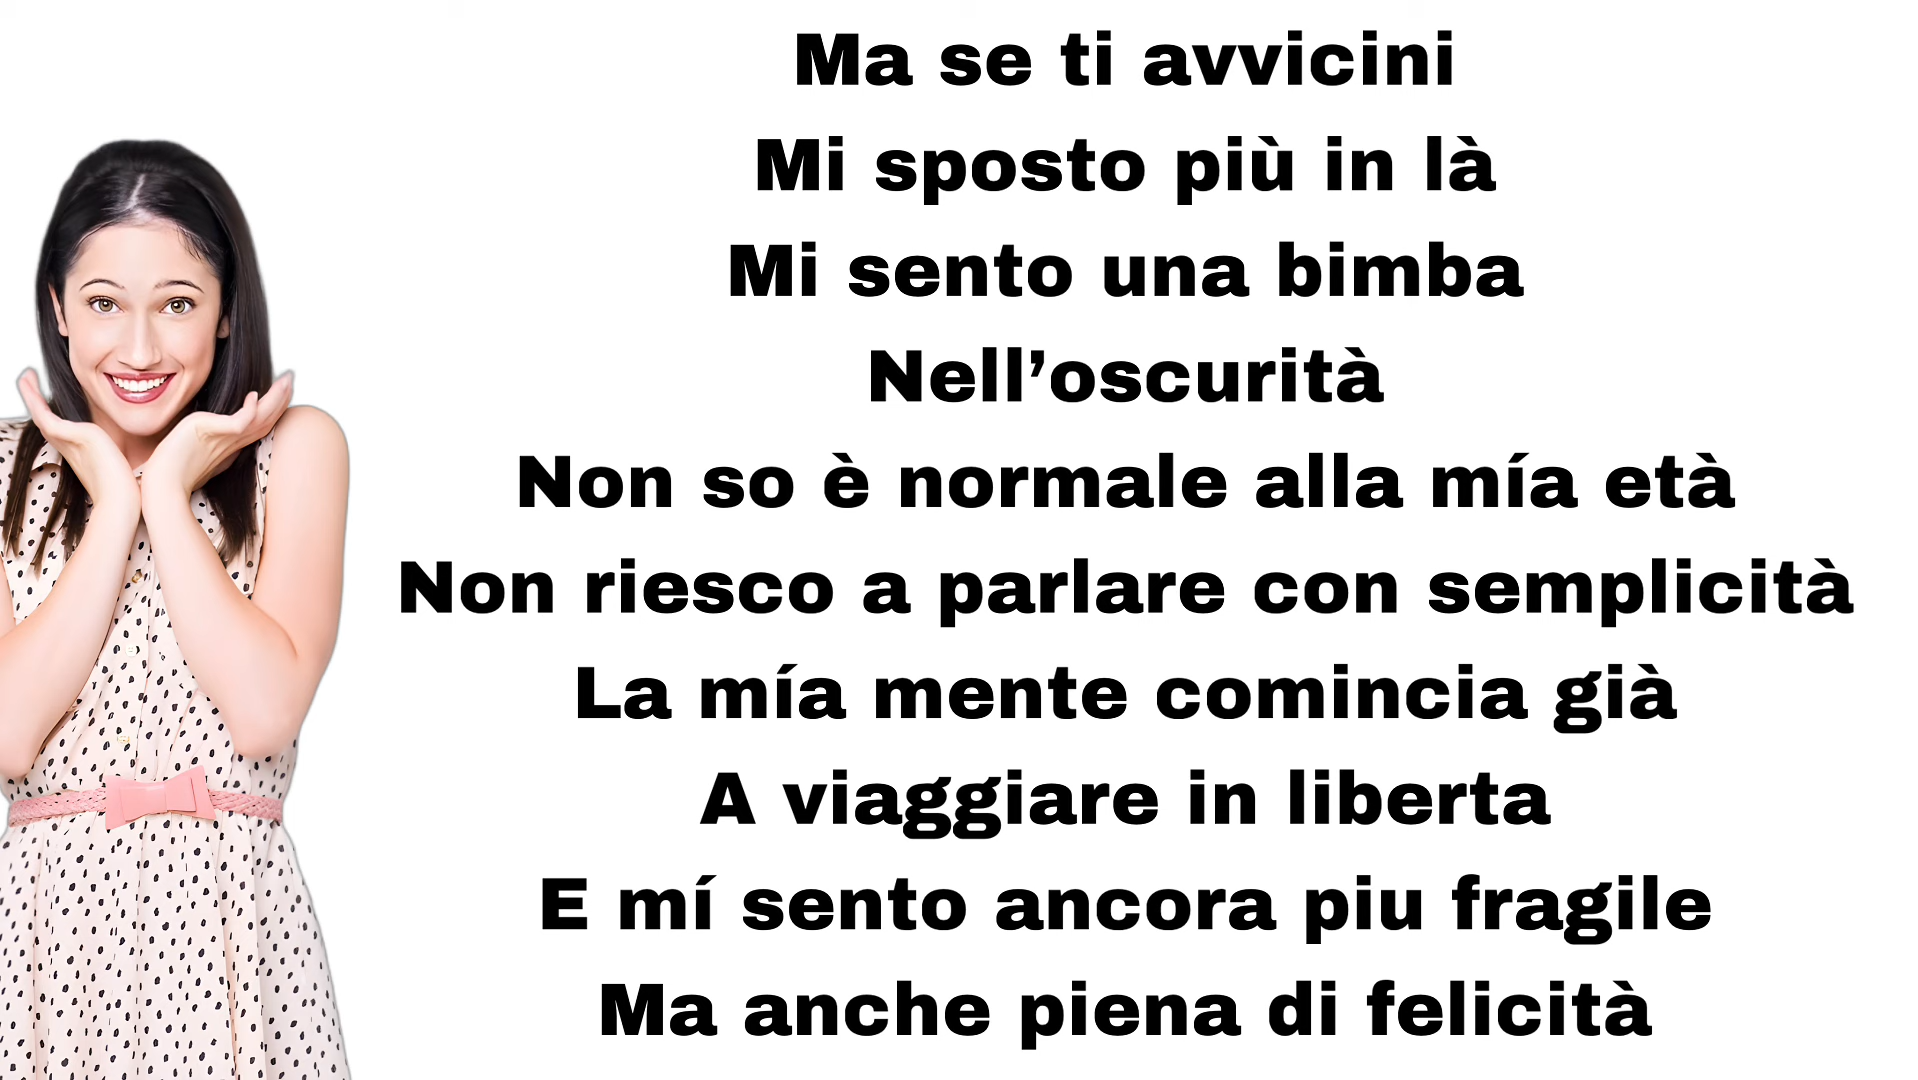 Ma se ti avvicini
Mi sposto più in là
Mi sento una bimba
Nell’oscurità
Non so è normale alla mía età
Non riesco a parlare con semplicità
La mía mente comincia già
A viaggiare in liberta
E mí sento ancora piu fragile
Ma anche piena di felicità